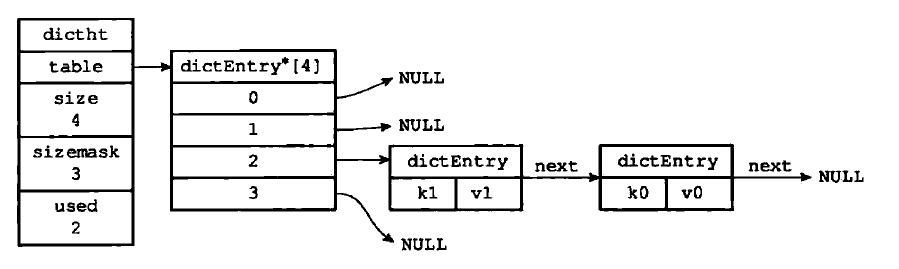 dictht
table
size
4
sizemask
3
used
2
dictEntry*[4]
0
1
2
3
NULL
NULL
dictEntry
k1 v1
next
dictEntry
k0 v0
next
NULL
NULL